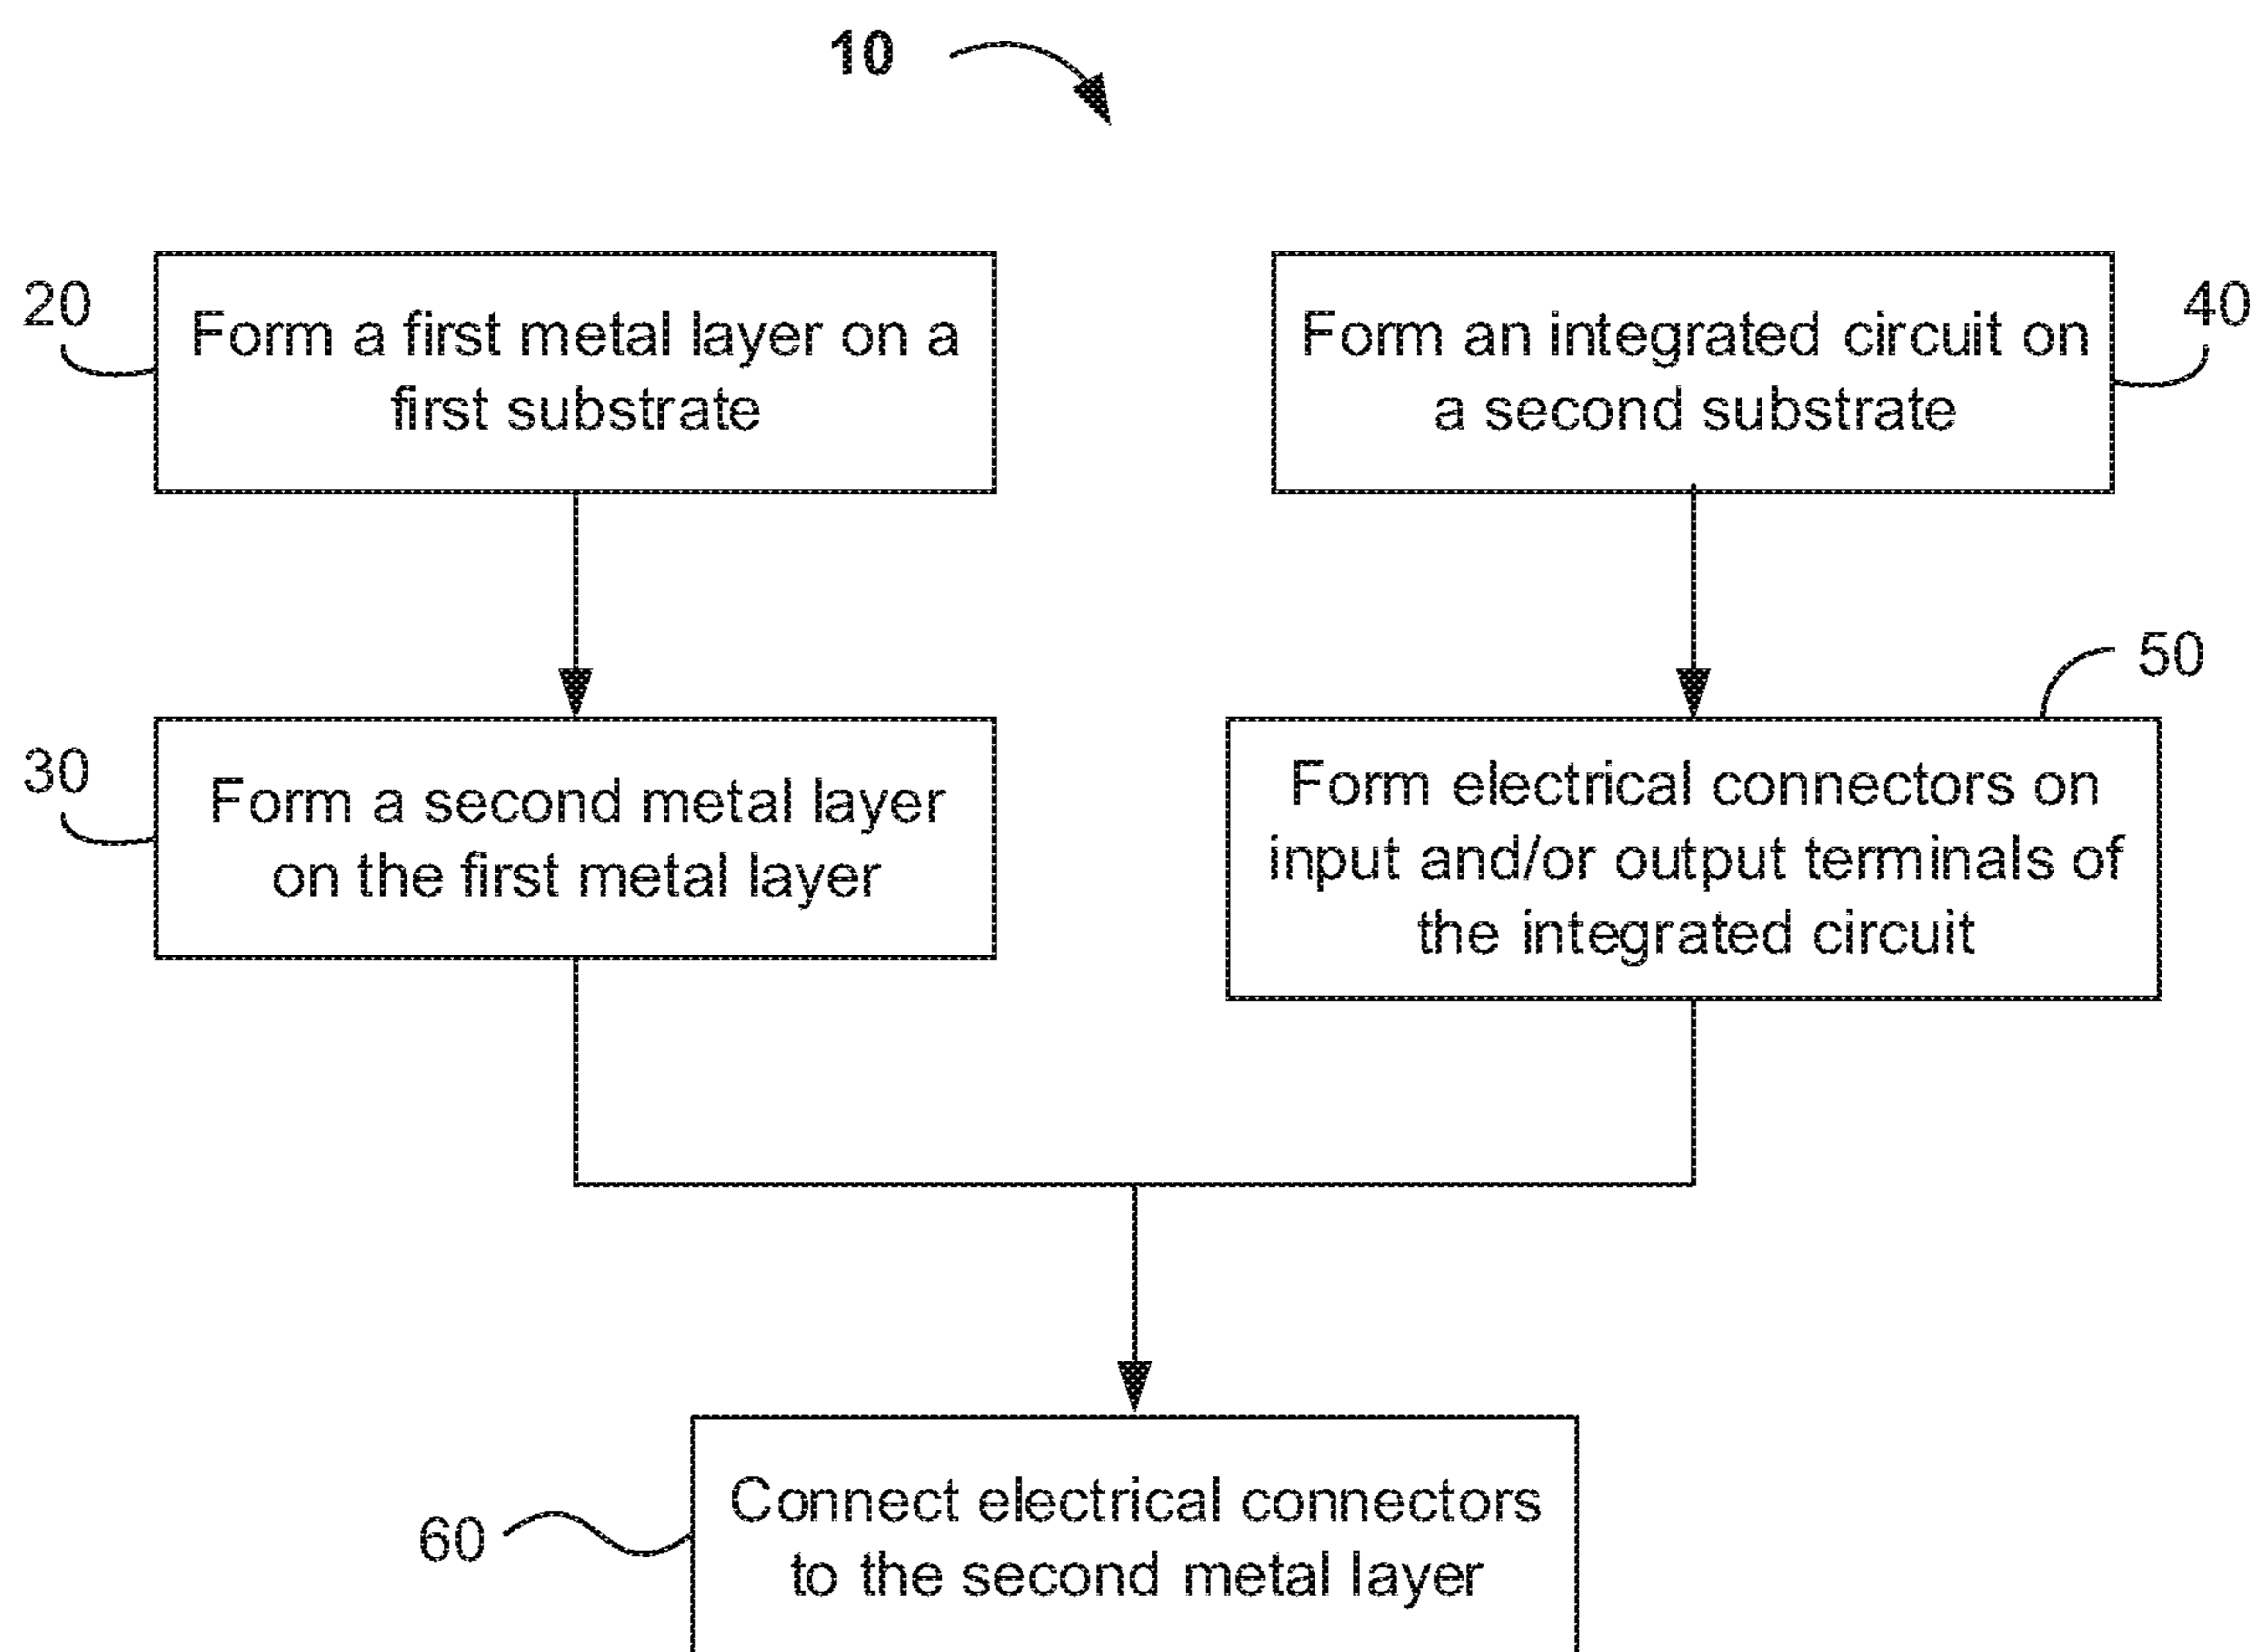 10
20
Form a first metal layer on a
first substrate
40
Form an integrated circuit on
a second substrate
30
Form a second metal layer
on the first metal layer
50
Form electrical connectors on
input and/or output terminals of
the integrated circuit
60
Connect electrical connectors
to the second metal layer